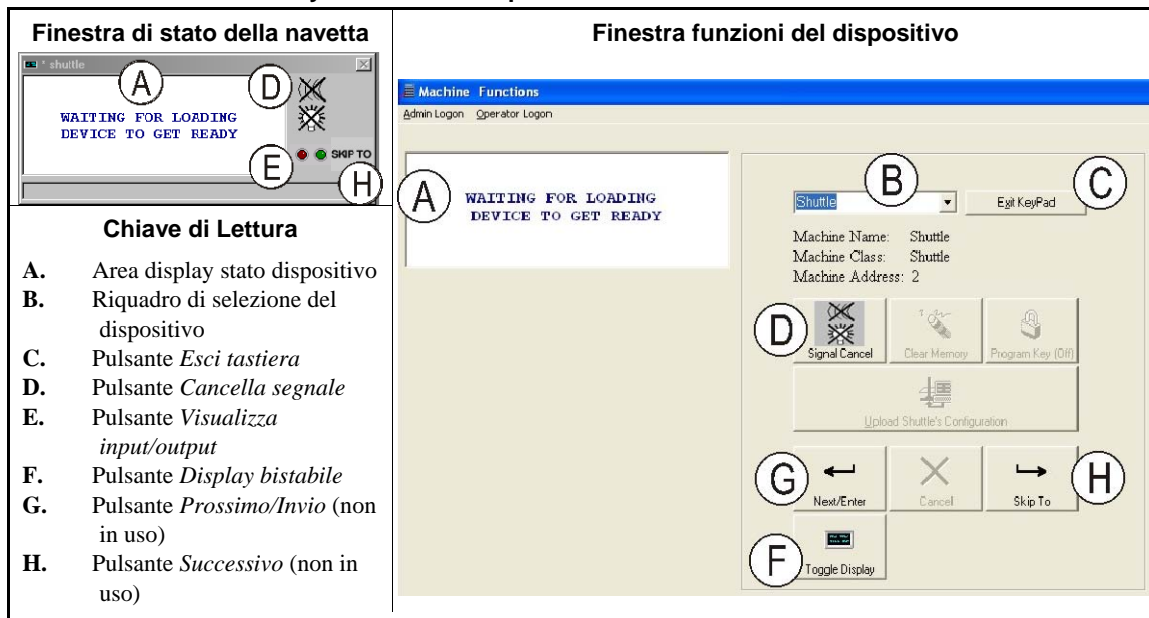 Finestra di stato della navetta
* shuttle
A
D
WAITING FOR LOADING
DEVICE TO GET READY
E
SKIP TO
H
Chiave di Lettura
A. Area display stato dispositivo
B. Riquadro di selezione del
dispositivo
C. Pulsante Esci tastiera
D. Pulsante Cancella segnale
E. Pulsante Visualizza
input/output
F. Pulsante Display bistabile
G. Pulsante Prossimo/Invio (non
in uso)
H. Pulsante Successivo (non in
uso)
Finestra funzioni del dispositivo
Machine Functions
Admin Logon Operator Logon
A
WAITING FOR LOADING
DEVICE TO GET READY
B
C
Shuttle
Exit KeyPad
Machine Name: Shuttle
Machine Class: Shuttle
Machine Address: 2
D
Signal Cancel
Clear Memory
Program Key (Off)
Upload Shuttle's Configuration
G
Next/Enter
Cancel
Skip To
H
F
Toggle Display